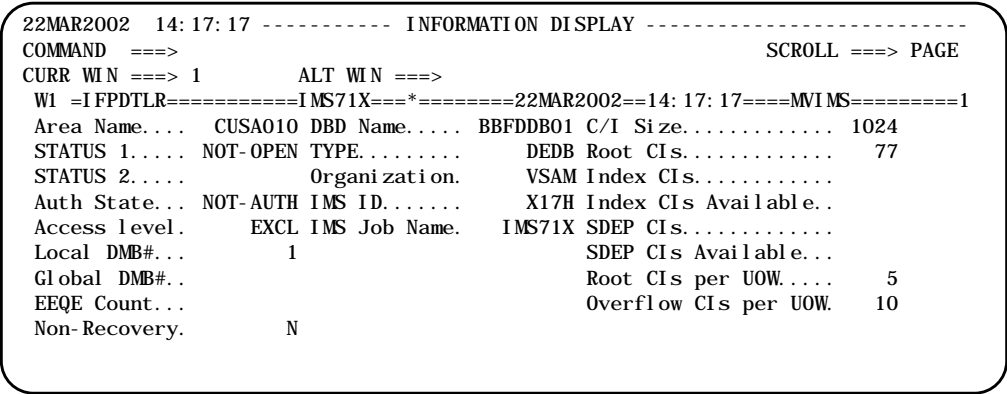 22MAR2002  14:17:17 ----------- INFORMATION DISPLAY ---------------------------
COMMAND  ===>                                                 SCROLL ===> PAGE
CURR WIN ===> 1         ALT WIN ===>
 W1 =IFPDTLR===========IMS71X===*========22MAR2002==14:17:17====MVIMS=========1
 Area Name....  CUSA010 DBD Name..... BBFDDB01 C/I Size............. 1024
 STATUS 1..... NOT-OPEN TYPE.........     DEDB Root CIs.............   77
 STATUS 2.....          Organization.     VSAM Index CIs............
 Auth State... NOT-AUTH IMS ID.......     X17H Index CIs Available..
 Access level.     EXCL IMS Job Name.   IMS71X SDEP CIs.............
 Local DMB#...        1                        SDEP CIs Available...
 Global DMB#..                                 Root CIs per UOW.....    5
 EEQE Count...                                 Overflow CIs per UOW.   10
 Non-Recovery.        N